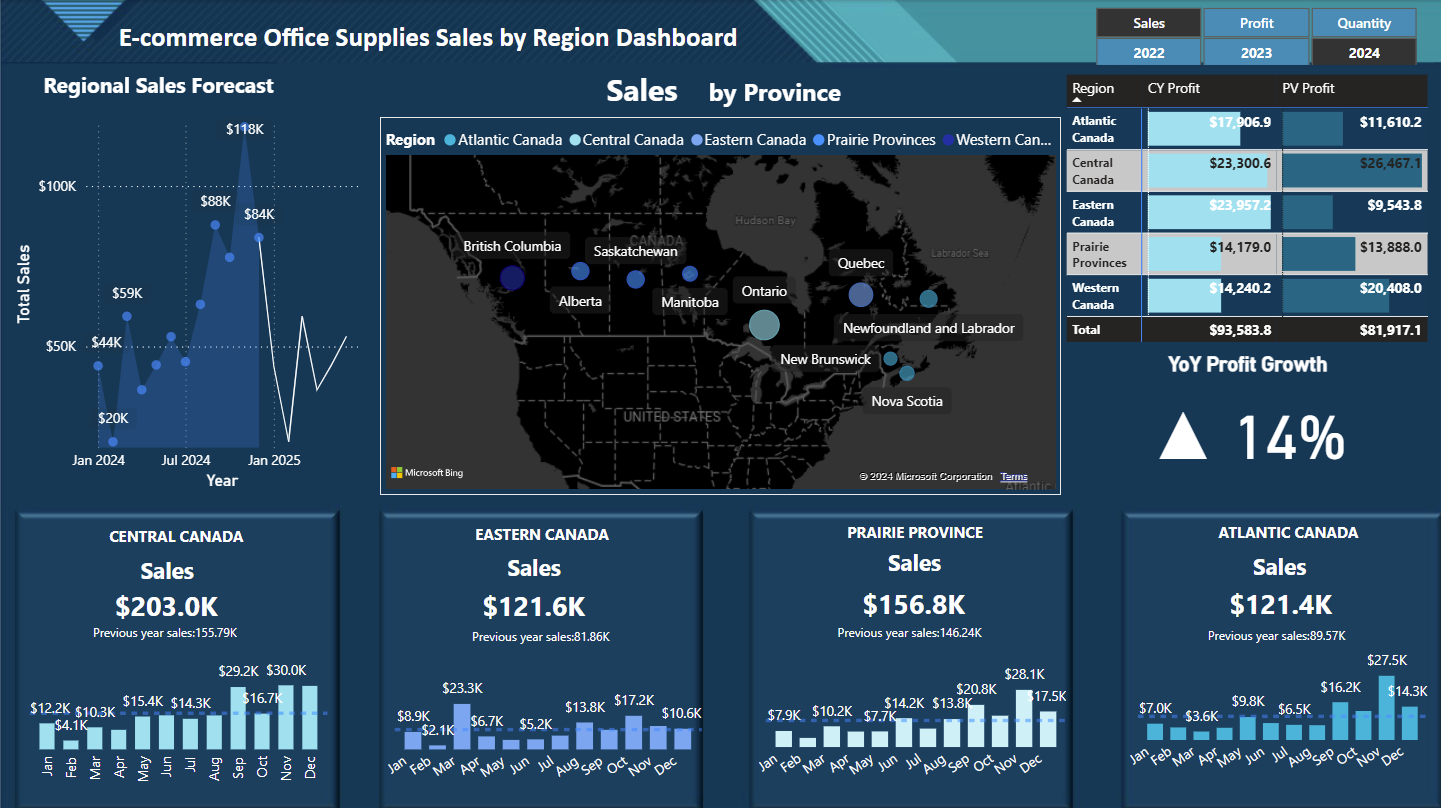 E-commerce Office Supplies Sales by Region Dashboard
Sales Profit Quantity
2022 2023 2024
Regional Sales Forecast
Total Sales
$100K
$50K
$118K
$88K
$84K
$59K
$44K
$20K
Jan 2024 Jul 2024 Jan 2025
Year
Sales by Province
Region Atlantic Canada Central Canada Eastern Canada Prairie Provinces Western Can...
Hudson Bay
CANADA
Labrador Sea
British Columbia
Saskatchewan
Alberta
Manitoba
Ontario
Quebec
Newfoundland and Labrador
New Brunswick
Nova Scotia
UNITED STATES
Microsoft Bing
© 2024 Microsoft Corporation Terms
Atlantic
Region CY Profit PV Profit
Atlantic Canada $17,906.9 $11,610.2
Central Canada $23,300.6 $26,467.1
Eastern Canada $23,957.2 $9,543.8
Prairie Provinces $14,179.0 $13,888.0
Western Canada $14,240.2 $20,408.0
Total $93,583.8 $81,917.1
YoY Profit Growth
14%
CENTRAL CANADA
Sales
$203.0K
Previous year sales:155.79K
$12.2K $4.1K $10.3K $15.4K $14.3K $29.2K $16.7K $30.0K
Jan Feb Mar Apr May Jun Jul Aug Sep Oct Nov Dec
EASTERN CANADA
Sales
$121.6K
Previous year sales:81.86K
$8.9K $2.1K $23.3K $6.7K $5.2K $13.8K $17.2K $10.6K
Jan Feb Mar Apr May Jun Jul Aug Sep Oct Nov Dec
PRAIRIE PROVINCE
Sales
$156.8K
Previous year sales:146.24K
$7.9K $10.2K $7.7K $14.2K $13.8K $20.8K $28.1K $17.5K
Jan Feb Mar Apr May Jun Jul Aug Sep Oct Nov Dec
ATLANTIC CANADA
Sales
$121.4K
Previous year sales:89.57K
$7.0K $3.6K $9.8K $6.5K $16.2K $27.5K $14.3K
Jan Feb Mar Apr May Jun Jul Aug Sep Oct Nov Dec